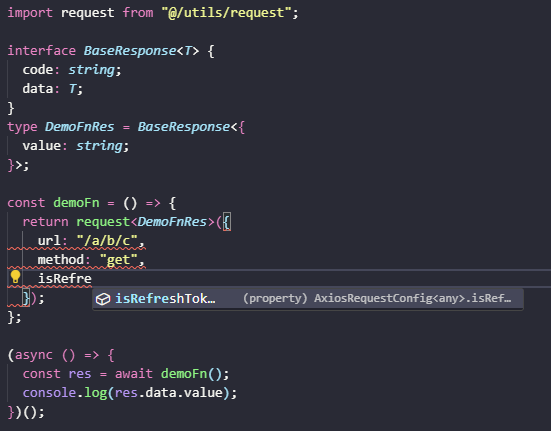 import request from "@/utils/request";
interface BaseResponse<T> {
  code: string;
  data: T;
}
type DemoFnRes = BaseResponse<{
  value: string;
}>;
const demoFn = () => {
  return request<DemoFnRes>({
    url: "/a/b/c",
    method: "get",
    isRefre
    isRefreshTok… (property) AxiosRequestConfig<any>.isRef…
  });
};
(async () => {
  const res = await demoFn();
  console.log(res.data.value);
})();